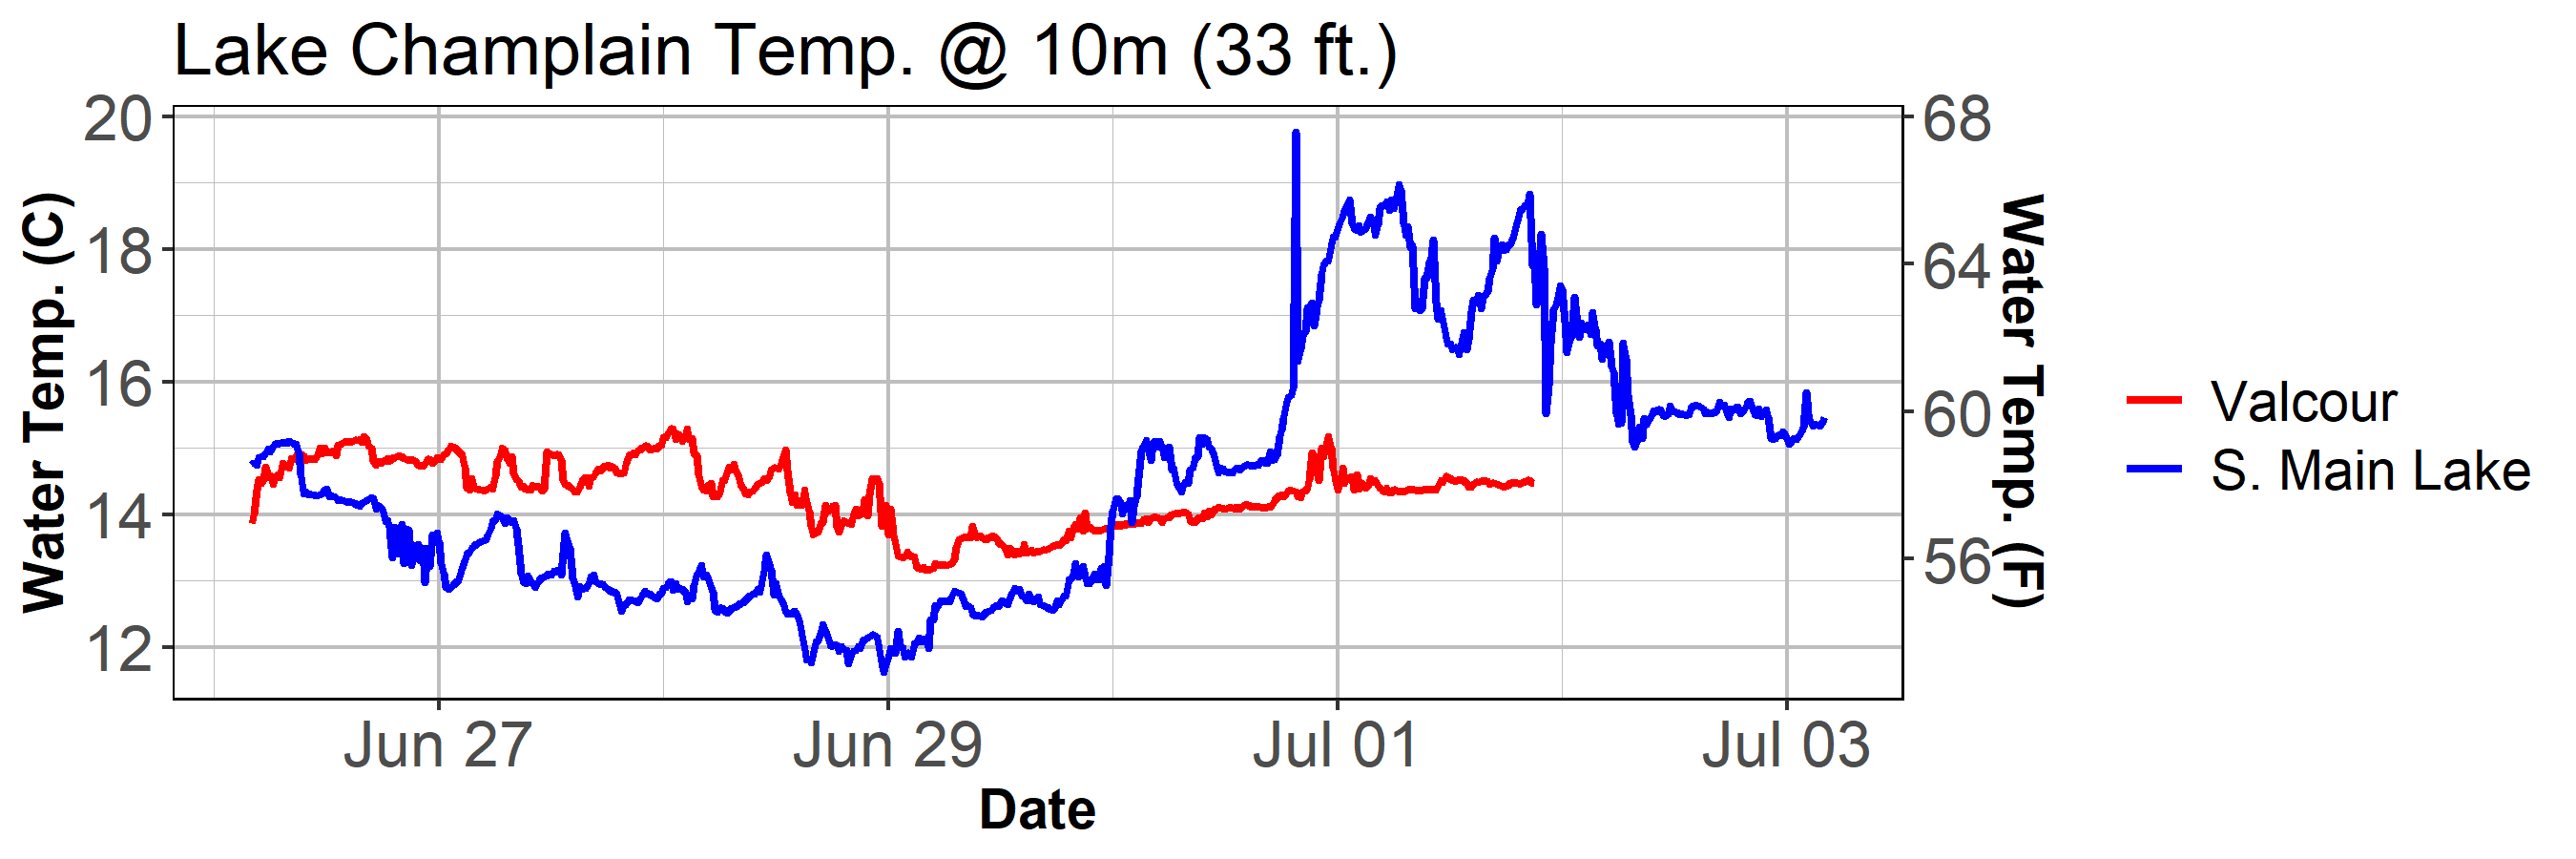 Lake Champlain Temp. @ 10m (33 ft.)
Water Temp. (C)
20
18
16
14
12
68
64
60
56
Water Temp. (F)
Jun 27
Jun 29
Jul 01
Jul 03
Date
Valcour
S. Main Lake